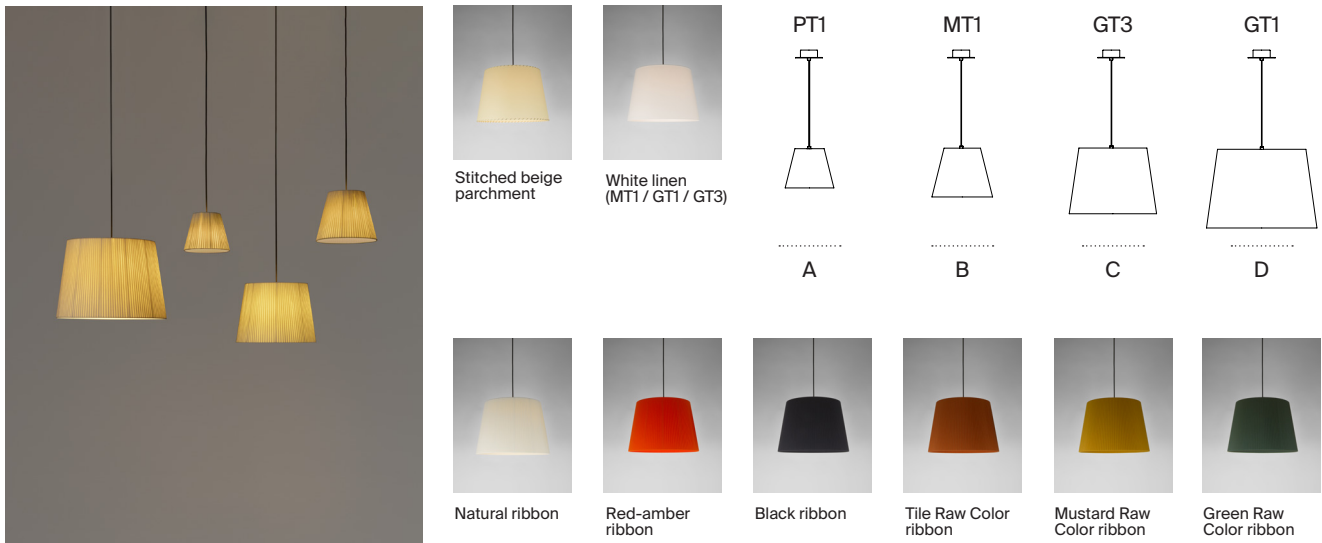 PT1
MT1
GT3
GT1
Stitched beige
parchment
White linen
(MT1 / GT1 / GT3)
A
B
C
D
Natural ribbon
Red-amber
ribbon
Black ribbon
Tile Raw Color
ribbon
Mustard Raw
Color ribbon
Green Raw
Color ribbon